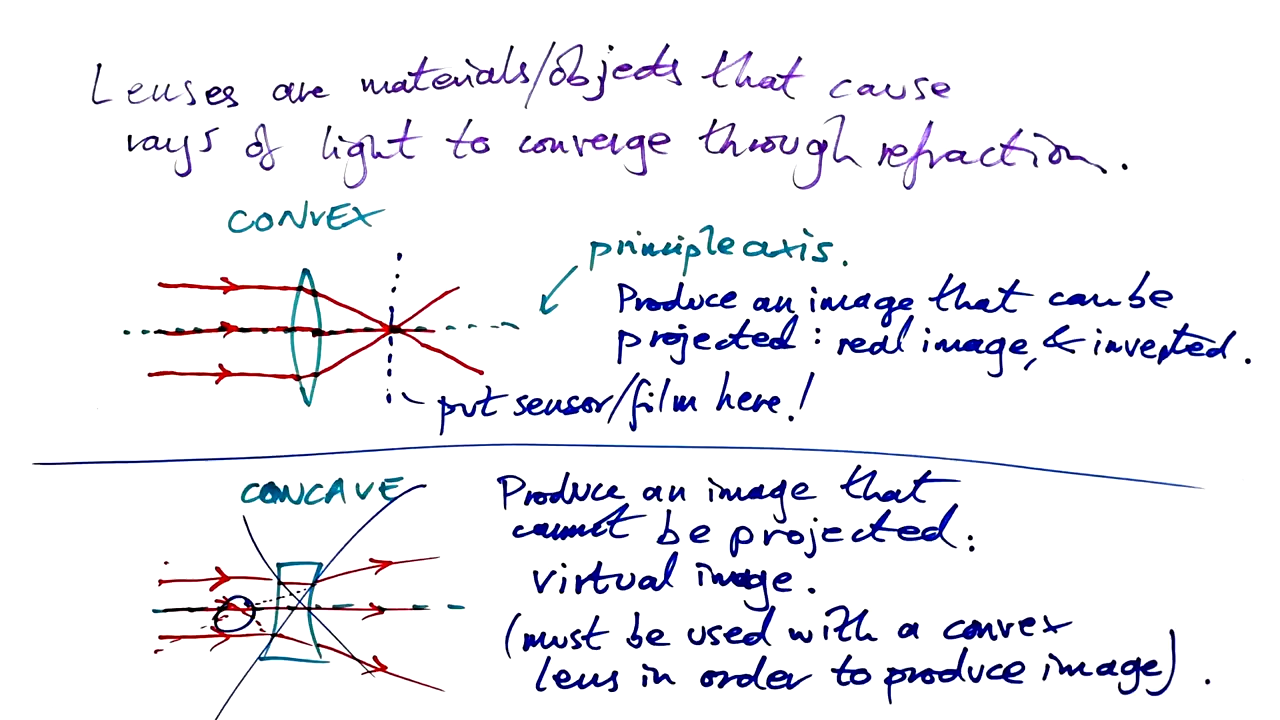 Lenses are materials/objects that cause
rays of light to converge through refraction.
CONVEX
principle axis.
Produce an image that can be
projected: real image, & inverted.
put sensor/film here!
CONCAVE
Produce an image that
cannot be projected:
virtual image.
(must be used with a convex
lens in order to produce image).